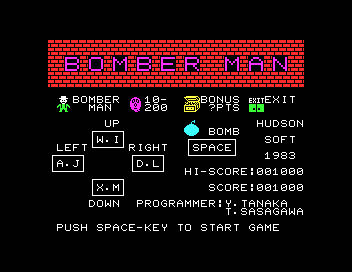 BOMBER MAN
BOMBER 10- BONUS EXIT EXIT
MAN 200 ?PTS
UP
W.I BOMB HUDSON
LEFT RIGHT SPACE SOFT
A.J D.L 1983
HI-SCORE:001000
X.M SCORE:001000
DOWN PROGRAMMER:Y.TANAKA
T.SASAGAWA
PUSH SPACE-KEY TO START GAME